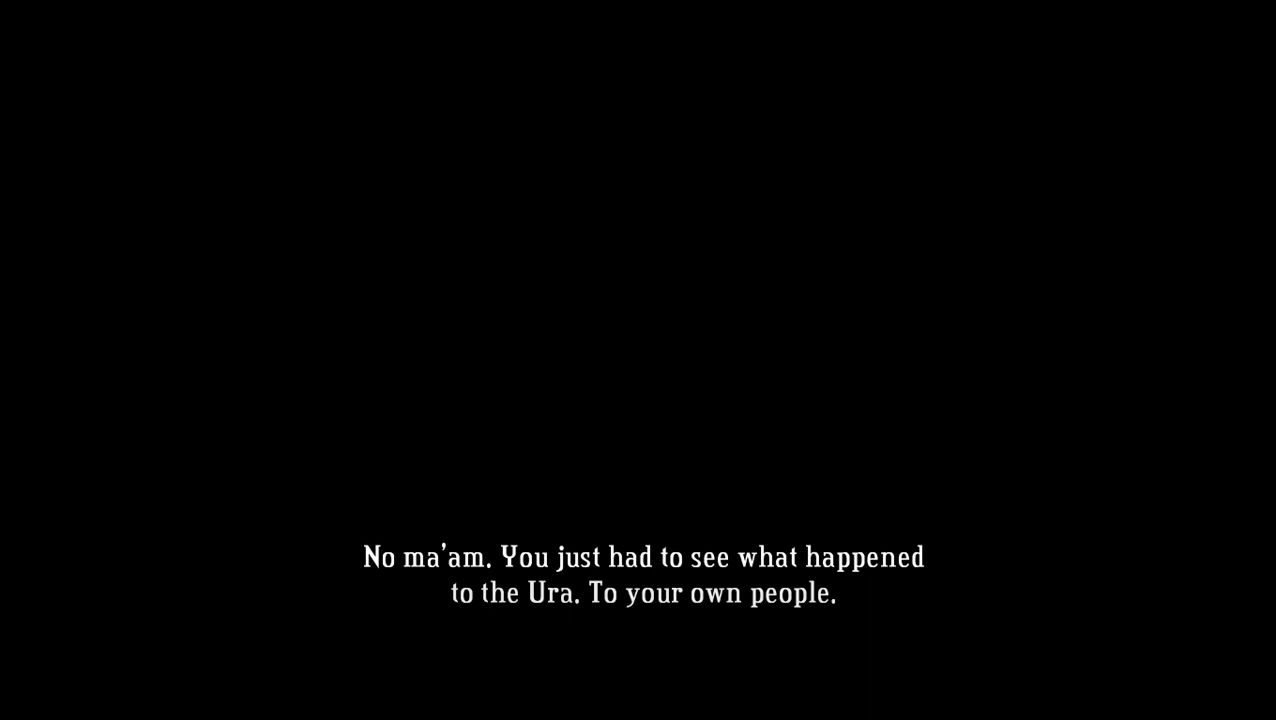 No ma'am. You just had to see what happened
to the Ura. To your own people.